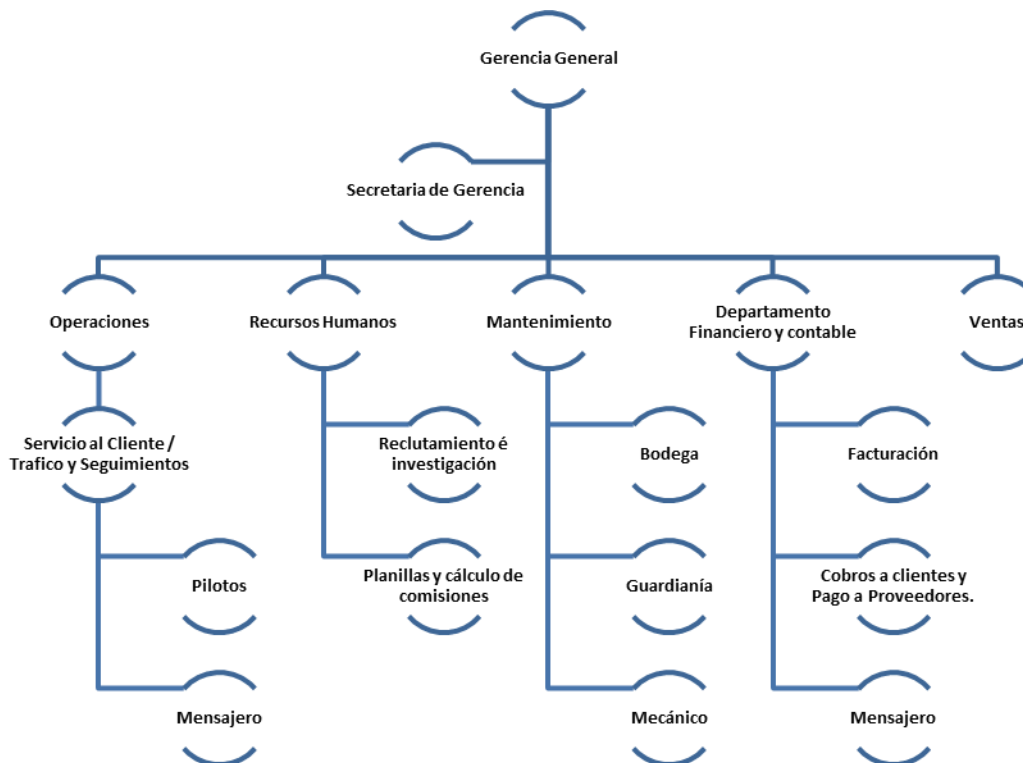 Gerencia General
Secretaria de Gerencia
Operaciones
Recursos Humanos
Mantenimiento
Departamento
Financiero y contable
Ventas
Servicio al Cliente /
Trafico y Seguimientos
Reclutamiento é
investigación
Bodega
Facturación
Pilotos
Planillas y cálculo de
comisiones
Guardianía
Cobros a clientes y
Pago a Proveedores.
Mensajero
Mecánico
Mensajero